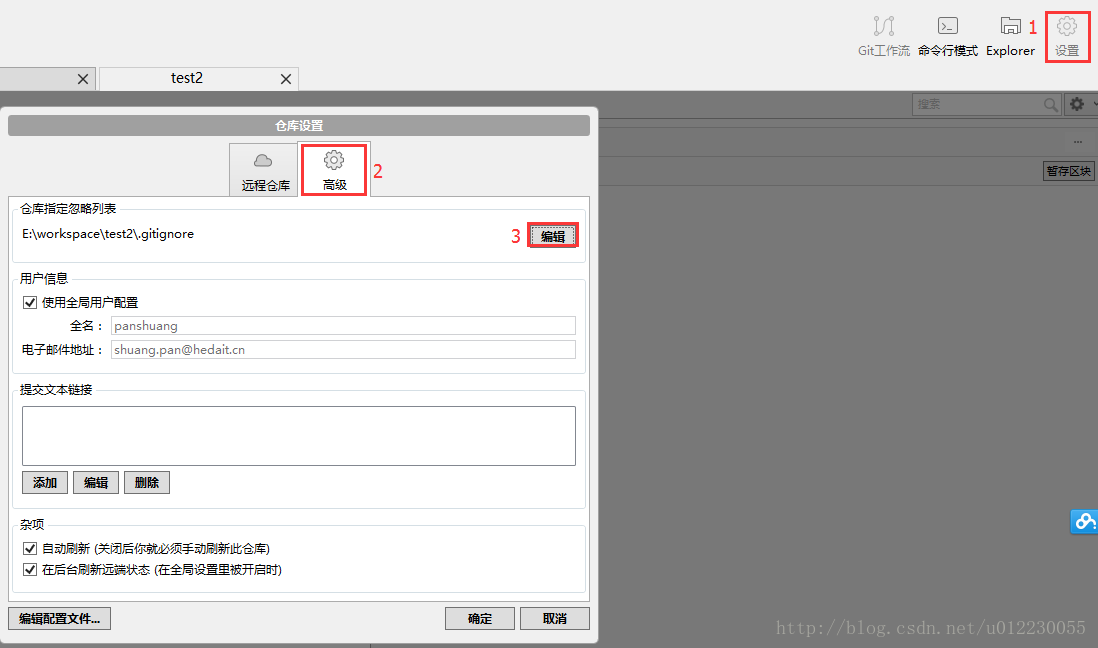 1
Git工作流 命令行模式 Explorer 设置
test2
搜索
仓库设置
...
暂存区块
远程仓库 高级 2
仓库指定忽略列表
E:\workspace\test2\.gitignore
3 编辑
用户信息
使用全局用户配置
全名： panshuang
电子邮件地址： shuang.pan@hedait.cn
提交文本链接
添加 编辑 删除
杂项
自动刷新 (关闭后你就必须手动刷新此仓库)
在后台刷新远端状态 (在全局设置里被开启时)
编辑配置文件... 确定 取消
http://blog.csdn.net/u012230055